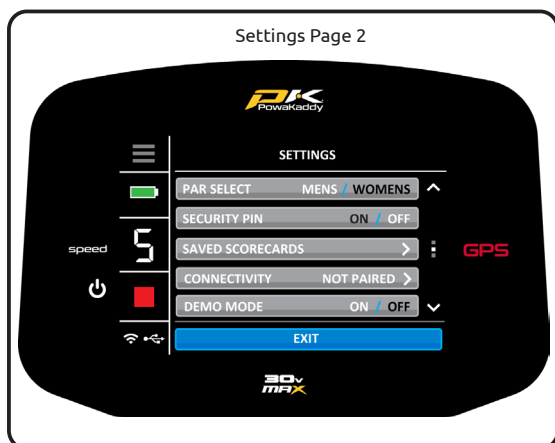 Settings Page 2
PK
PowaKaddy
SETTINGS
PAR SELECT MENS / WOMENS
SECURITY PIN ON / OFF
speed 5 SAVED SCORECARDS GPS
CONNECTIVITY NOT PAIRED
DEMO MODE ON / OFF
EXIT
30v
MAX